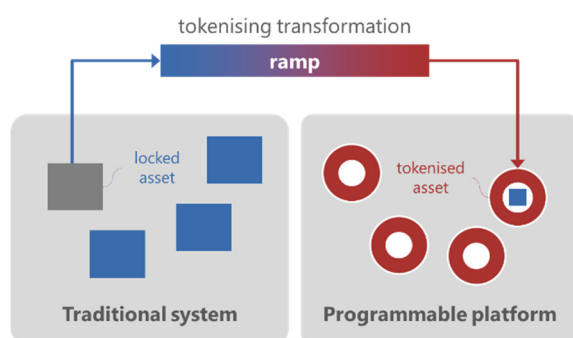 tokenising transformation
ramp
locked
asset
tokenised
asset
Traditional system
Programmable platform